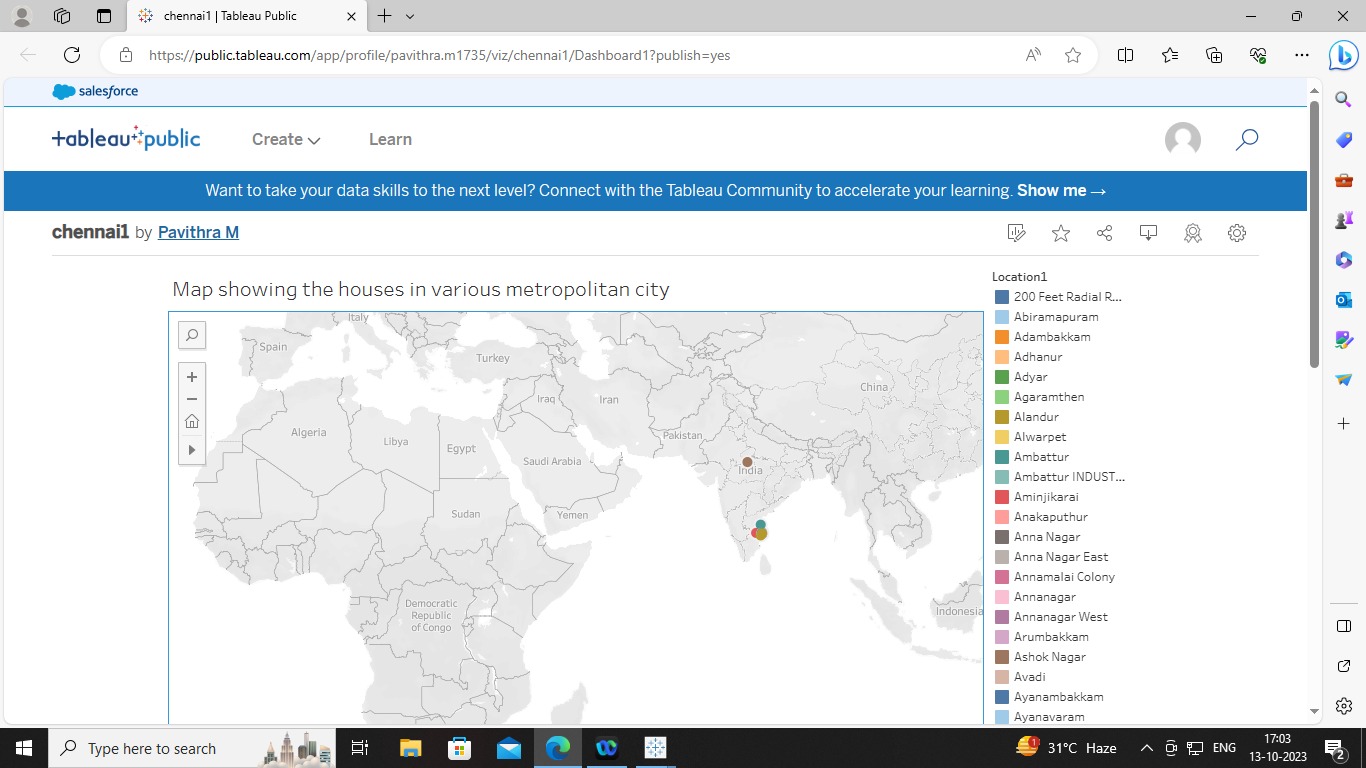 chennai1 | Tableau Public
https://public.tableau.com/app/profile/pavithra.m1735/viz/chennai1/Dashboard1?publish=yes
salesforce
+ableau public
Create
Learn
Want to take your data skills to the next level? Connect with the Tableau Community to accelerate your learning. Show me →
chennai1 by Pavithra M
Map showing the houses in various metropolitan city
Italy
Spain
Turkey
China
Iraq
Iran
Algeria
Libya
Egypt
Pakistan
Saudi Arabia
India
Sudan
Yemen
Democratic
Republic
of Congo
Indonesia
Location1
200 Feet Radial R...
Abiramapuram
Adambakkam
Adhanur
Adyar
Agaramthen
Alandur
Alwarpet
Ambattur
Ambattur INDUST...
Aminjikarai
Anakaputhur
Anna Nagar
Anna Nagar East
Annamalai Colony
Annanagar
Annanagar West
Arumbakkam
Ashok Nagar
Avadi
Ayanambakkam
Ayanavaram
Type here to search
1
31°C Haze
ENG
17:03
13-10-2023
2